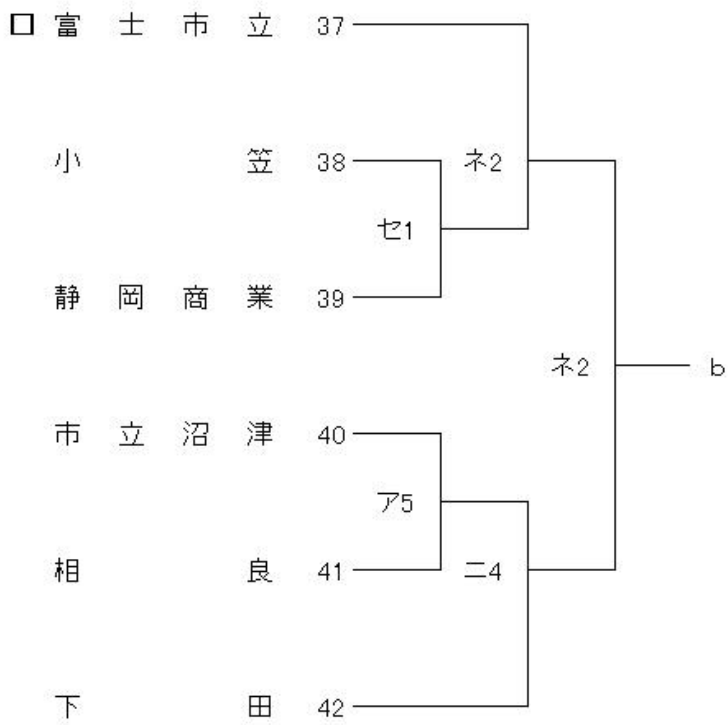 □富士市立 37
小笠 38
ネ2
セ1
静岡商業 39
ネ2
b
市立沼津 40
ア5
相良 41
ニ4
下田 42